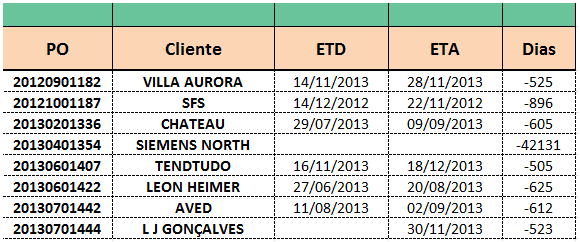 PO Cliente ETD ETA Dias
20120901182 VILLA AURORA 14/11/2013 28/11/2013 -525
20121001187 SFS 14/12/2012 22/11/2012 -896
20130201336 CHATEAU 29/07/2013 09/09/2013 -605
20130401354 SIEMENS NORTH -42131
20130601407 TENDTUDO 16/11/2013 18/12/2013 -505
20130601422 LEON HEIMER 27/06/2013 20/08/2013 -625
20130701442 AVED 11/08/2013 02/09/2013 -612
20130701444 L J GONÇALVES 30/11/2013 -523